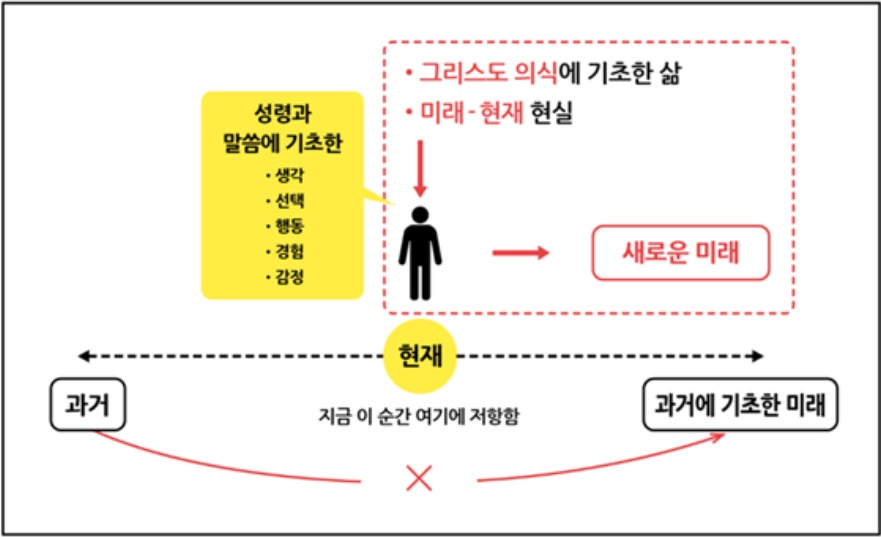 • 그리스도 의식에 기초한 삶
• 미래 - 현재 현실
성령과
말씀에 기초한
• 생각
• 선택
• 행동
• 경험
• 감정
새로운 미래
현재
과거
지금 이 순간 여기에 저항함
과거에 기초한 미래